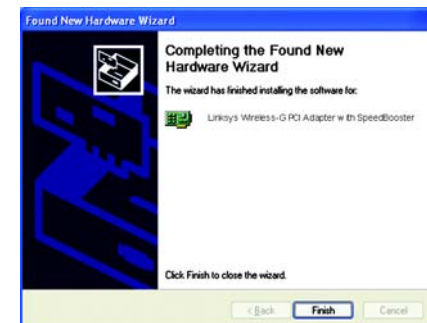 Found New Hardware Wizard
Completing the Found New
Hardware Wizard
The wizard has finished installing the software for:
Linksys Wireless-G PCI Adapter with SpeedBooster
Click Finish to close the wizard.
< Back Finish Cancel